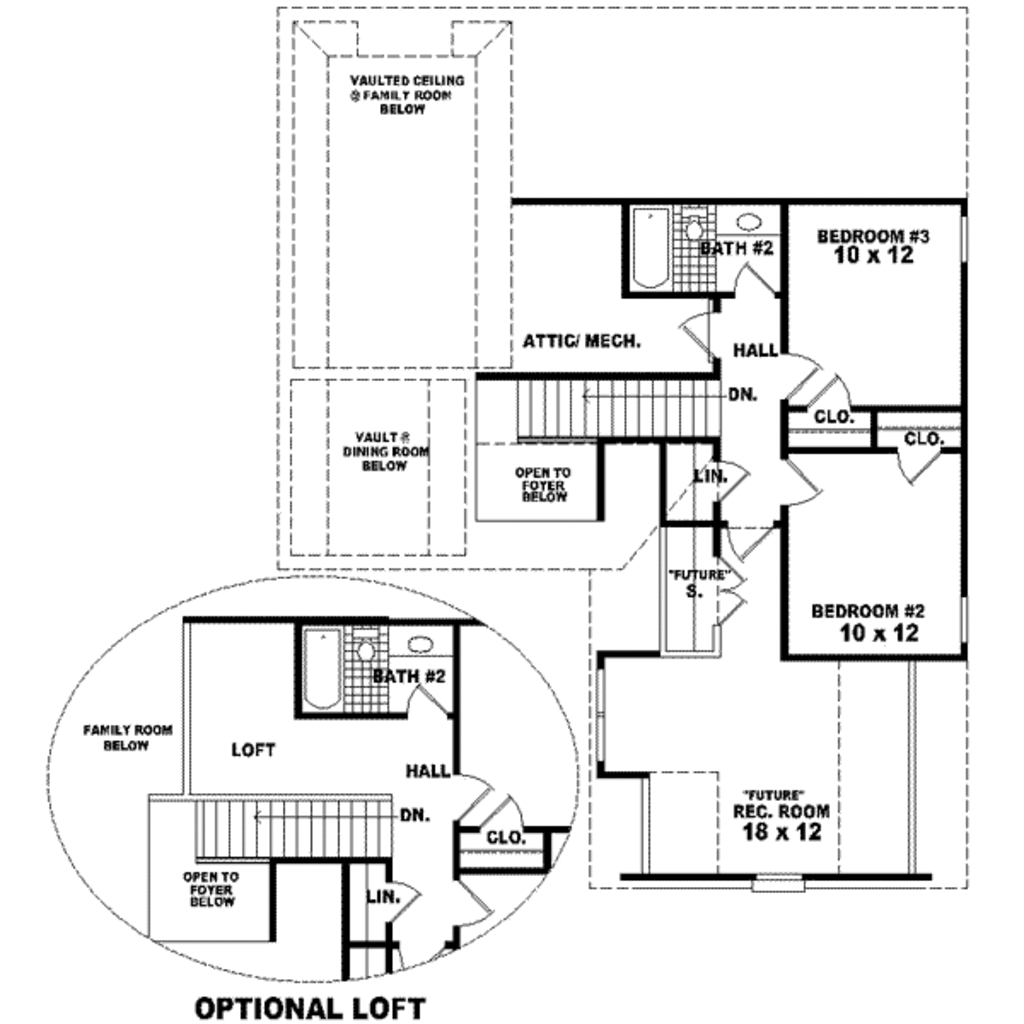 VAULTED CEILING
@ FAMILY ROOM
BELOW
BEDROOM #3
10 x 12
BATH #2
ATTIC/ MECH.
HALL
DN.
CLO.
CLO.
VAULT @
DINING ROOM
BELOW
OPEN TO
FOYER
BELOW
LIN.
"FUTURE"
S.
BEDROOM #2
10 x 12
"FUTURE"
REC. ROOM
18 x 12
BATH #2
FAMILY ROOM
BELOW
LOFT
HALL
DN.
CLO.
OPEN TO
FOYER
BELOW
LIN.
OPTIONAL LOFT